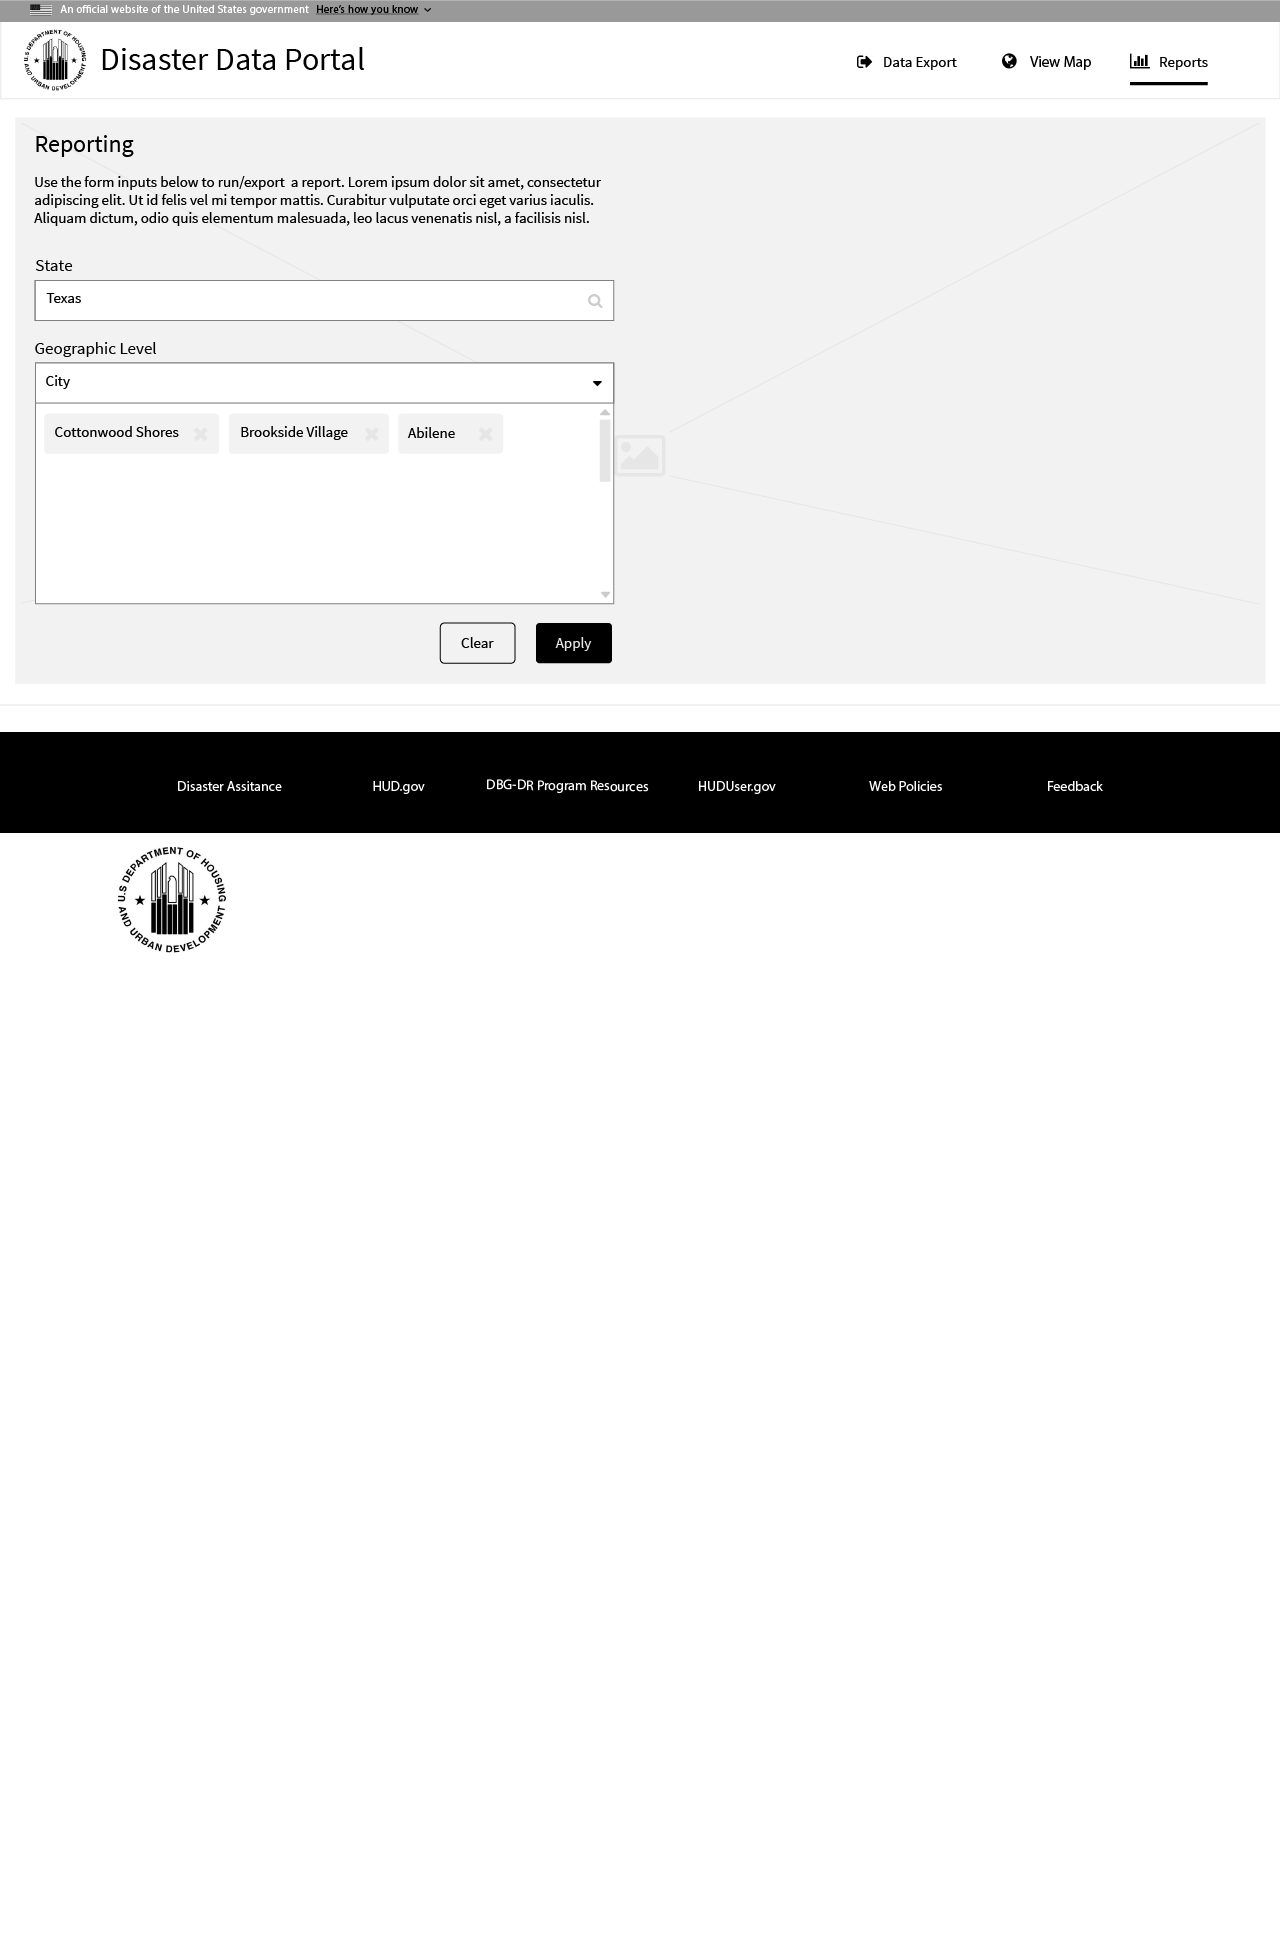 An official website of the United States government Here's how you know
U.S DEPARTMENT OF HOUSING
AND URBAN DEVELOPMENT
Disaster Data Portal
Data Export
View Map
Reports
Reporting
Use the form inputs below to run/export  a report. Lorem ipsum dolor sit amet, consectetur
adipiscing elit. Ut id felis vel mi tempor mattis. Curabitur vulputate orci eget varius iaculis.
Aliquam dictum, odio quis elementum malesuada, leo lacus venenatis nisl, a facilisis nisl.
State
Texas
Geographic Level
City
Cottonwood Shores
Brookside Village
Abilene
Clear
Apply
Disaster Assitance
HUD.gov
DBG-DR Program Resources
HUDUser.gov
Web Policies
Feedback
U.S DEPARTMENT OF HOUSING
AND URBAN DEVELOPMENT